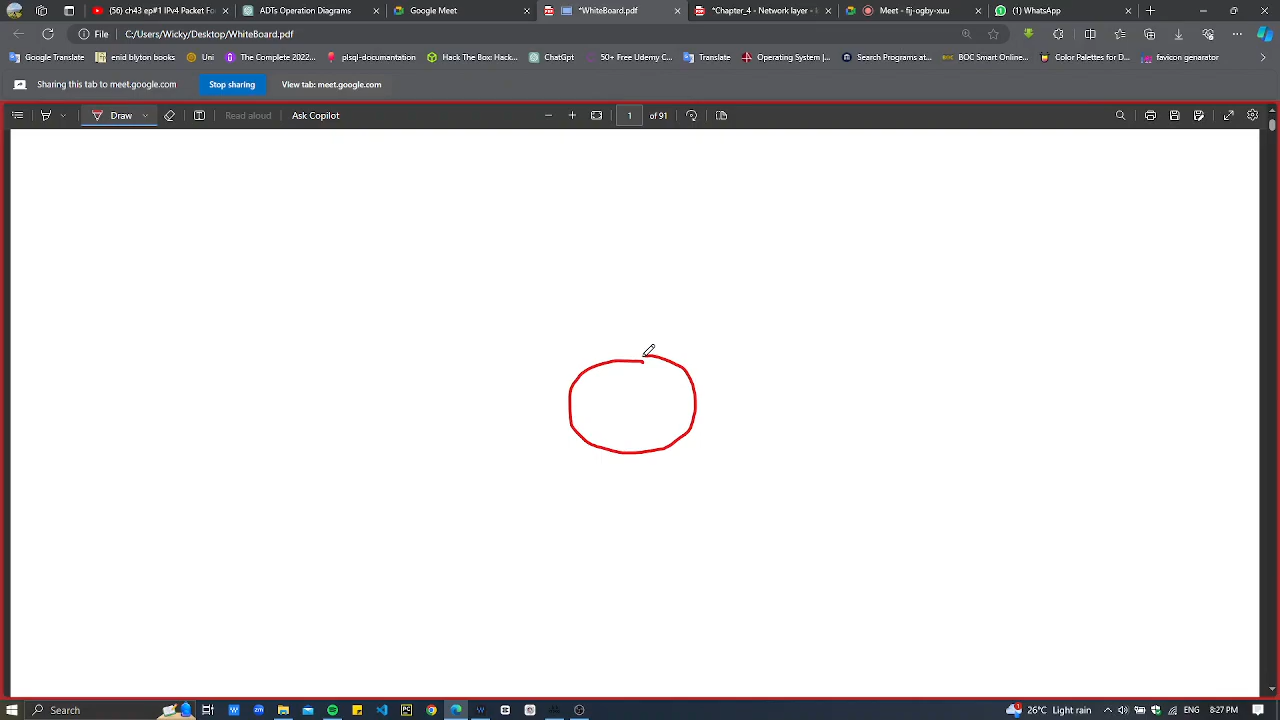 (56) ch43 ep#1 IPv4 Packet Fo
ADTs Operation Diagrams
Google Meet
*WhiteBoard.pdf
*Chapter_4 - Network layer -
Meet - fij-ogby-xuu
(1) WhatsApp
File
C:/Users/Wicky/Desktop/WhiteBoard.pdf
Google Translate
enid blyton books
Uni
The Complete 2022...
plsql-documantation
Hack The Box: Hack...
ChatGpt
50+ Free Udemy C...
Translate
Operating System |...
Search Programs at...
BOC Smart Online...
Color Palettes for D...
favicon generator
Sharing this tab to meet.google.com
Stop sharing
View tab: meet.google.com
Draw
Read aloud
Ask Copilot
1
of 91
Search
26°C Light rain
8:27 PM